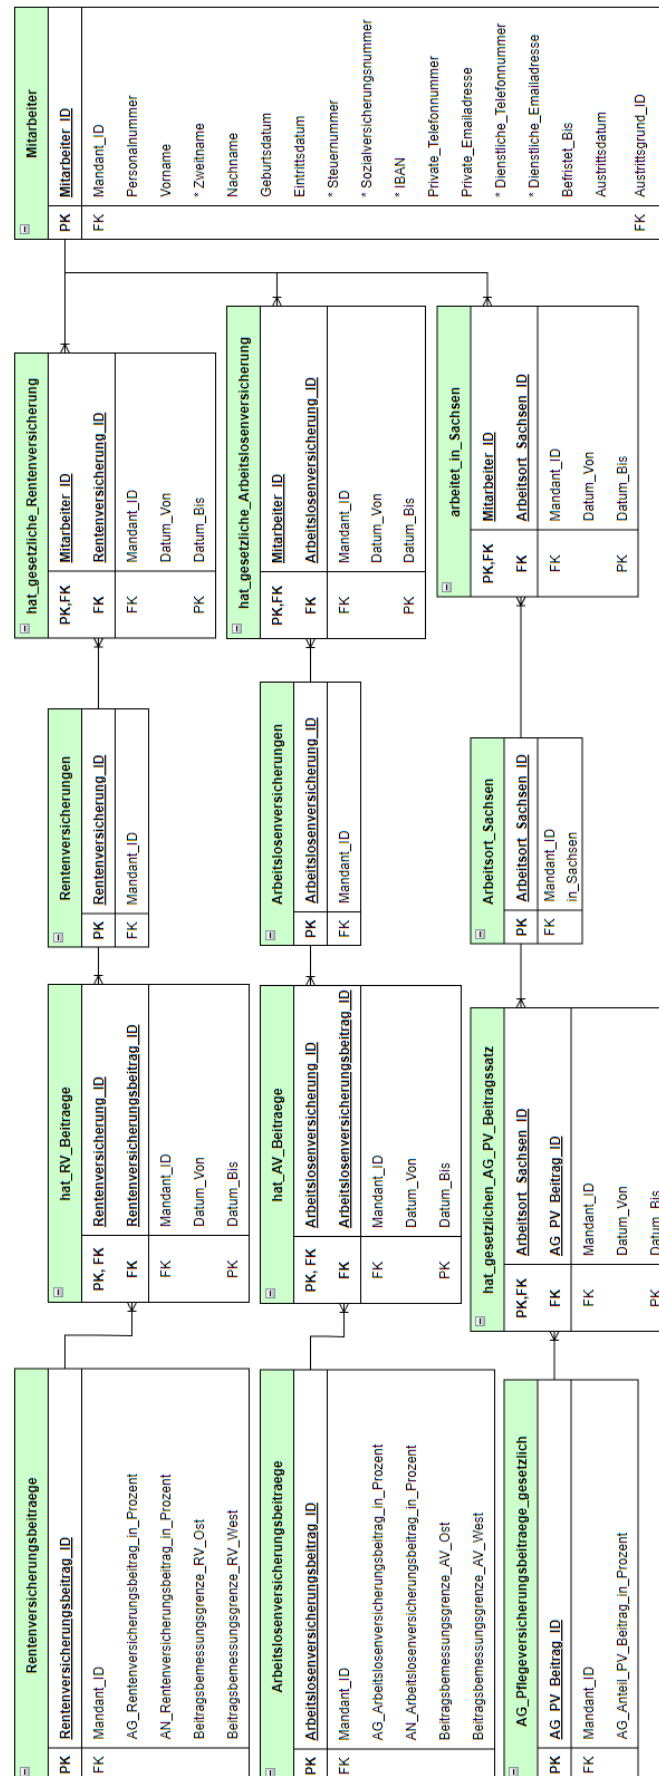 Rentenversicherungsbeitraege
PK Rentenversicherungsbeitrag_ID
FK Mandant_ID
AG_Rentenversicherungsbeitrag_in_Prozent
AN_Rentenversicherungsbeitrag_in_Prozent
Beitragsbemessungsgrenze_RV_Ost
Beitragsbemessungsgrenze_RV_West
hat_RV_Beitraege
PK, FK Rentenversicherung_ID
FK Rentenversicherungsbeitrag_ID
FK Mandant_ID
Datum_Von
PK Datum_Bis
Rentenversicherungen
PK Rentenversicherung_ID
FK Mandant_ID
hat_gesetzliche_Rentenversicherung
PK,FK Mitarbeiter_ID
FK Rentenversicherung_ID
FK Mandant_ID
Datum_Von
PK Datum_Bis
Mitarbeiter
PK Mitarbeiter_ID
FK Mandant_ID
Personalnummer
Vorname
* Zweitname
Nachname
Geburtsdatum
Eintrittsdatum
* Steuernummer
* Sozialversicherungsnummer
* IBAN
Private_Telefonnummer
Private_Emailadresse
* Dienstliche_Telefonnummer
* Dienstliche_Emailadresse
Befristet_Bis
Austrittsdatum
FK Austrittsgrund_ID
Arbeitslosenversicherungsbeitraege
PK Arbeitslosenversicherungsbeitrag_ID
FK Mandant_ID
AG_Arbeitslosenversicherungsbeitrag_in_Prozent
AN_Arbeitslosenversicherungsbeitrag_in_Prozent
Beitragsbemessungsgrenze_AV_Ost
Beitragsbemessungsgrenze_AV_West
hat_AV_Beitraege
PK, FK Arbeitslosenversicherung_ID
FK Arbeitslosenversicherungsbeitrag_ID
FK Mandant_ID
Datum_Von
PK Datum_Bis
Arbeitslosenversicherungen
PK Arbeitslosenversicherung_ID
FK Mandant_ID
hat_gesetzliche_Arbeitslosenversicherung
PK,FK Mitarbeiter_ID
FK Arbeitslosenversicherung_ID
FK Mandant_ID
Datum_Von
PK Datum_Bis
AG_Pflegeversicherungsbeitraege_gesetzlich
PK AG_PV_Beitrag_ID
FK Mandant_ID
AG_Anteil_PV_Beitrag_in_Prozent
hat_gesetzlichen_AG_PV_Beitragssatz
PK,FK Arbeitsort_Sachsen_ID
FK AG_PV_Beitrag_ID
FK Mandant_ID
Datum_Von
PK Datum_Bis
Arbeitsort_Sachsen
PK Arbeitsort_Sachsen_ID
FK Mandant_ID
in_Sachsen
arbeitet_in_Sachsen
PK,FK Mitarbeiter_ID
FK Arbeitsort_Sachsen_ID
FK Mandant_ID
Datum_Von
PK Datum_Bis